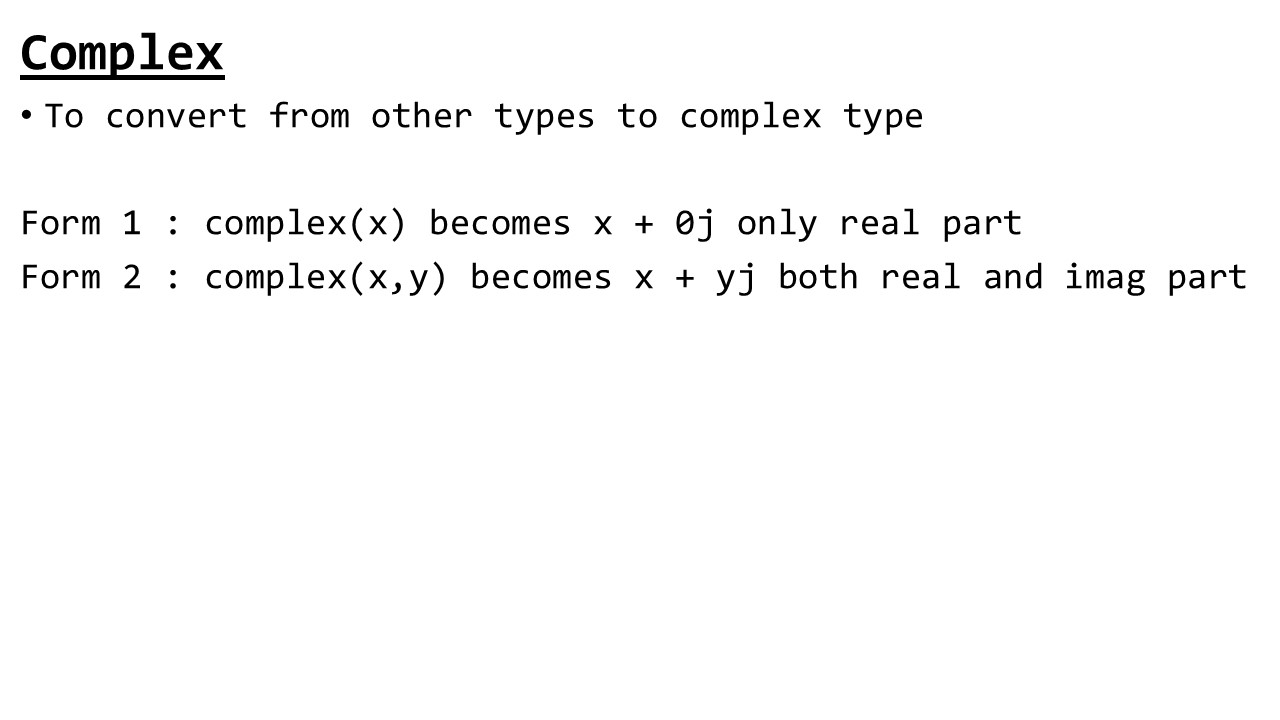 Complex
• To convert from other types to complex type
Form 1 : complex(x) becomes x + 0j only real part
Form 2 : complex(x,y) becomes x + yj both real and imag part